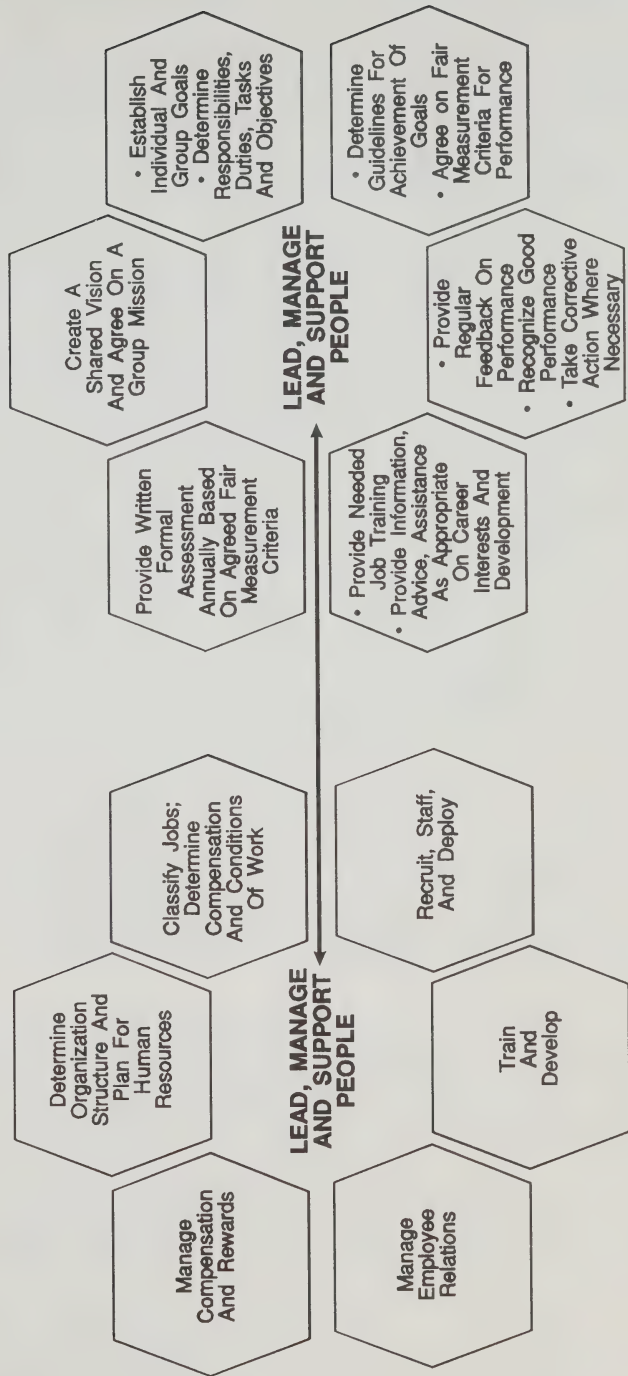 Determine
Organization
Structure And
Plan For
Human
Resources
Manage
Compensation
And Rewards
Classify Jobs;
Determine
Compensation
And Conditions
Of Work
LEAD, MANAGE
AND SUPPORT
PEOPLE
Manage
Employee
Relations
Recruit, Staff,
And Deploy
Train
And
Develop
Create A
Shared Vision
And Agree On A
Group Mission
Provide Written
Formal
Assessment
Annually Based
On Agreed Fair
Measurement
Criteria
• Establish
Individual And
Group Goals
• Determine
Responsibilities,
Duties, Tasks
And Objectives
LEAD, MANAGE
AND SUPPORT
PEOPLE
• Provide Needed
Job Training
• Provide Information,
Advice, Assistance
As Appropriate
On Career
Interests And
Development
• Determine
Guidelines For
Achievement Of
Goals
• Agree on Fair
Measurement
Criteria For
Performance
• Provide
Regular
Feedback On
Performance
• Recognize Good
Performance
• Take Corrective
Action Where
Necessary